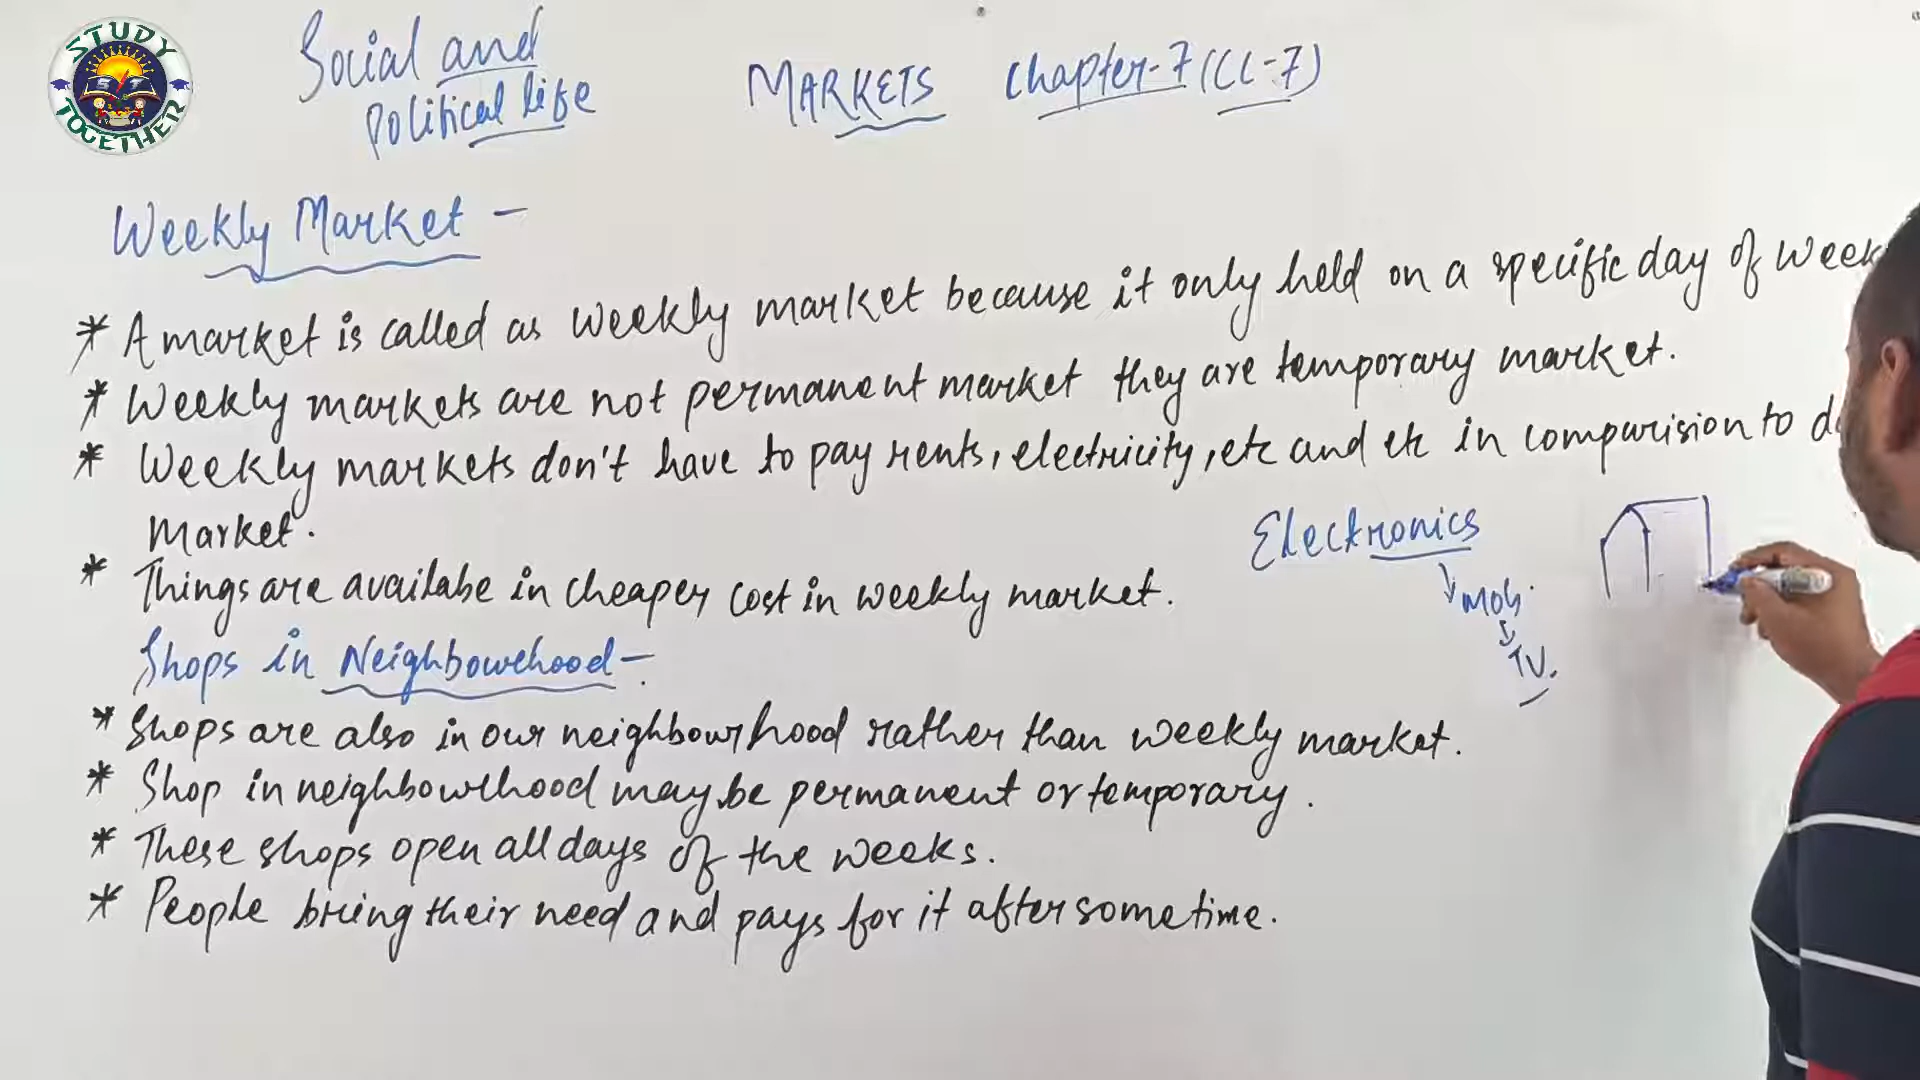 STUDY
TOGETHER
Social and
Political life
MARKETS Chapter-7 (CL-7)
Weekly Market -
* A market is called as weekly market because it only held on a specific day of week
* Weekly markets are not permanent market they are temporary market.
* Weekly markets don't have to pay rents, electricity, etc and etc in comparision to
Market.
* Things are availabe in cheaper cost in weekly market.
Electronics
Mob.
TV.
Shops in Neighbourhood -
* Shops are also in our neighbourhood rather than weekly market.
* Shop in neighbourhood may be permanent or temporary.
* These shops open all days of the weeks.
* People bring their need and pays for it after sometime.